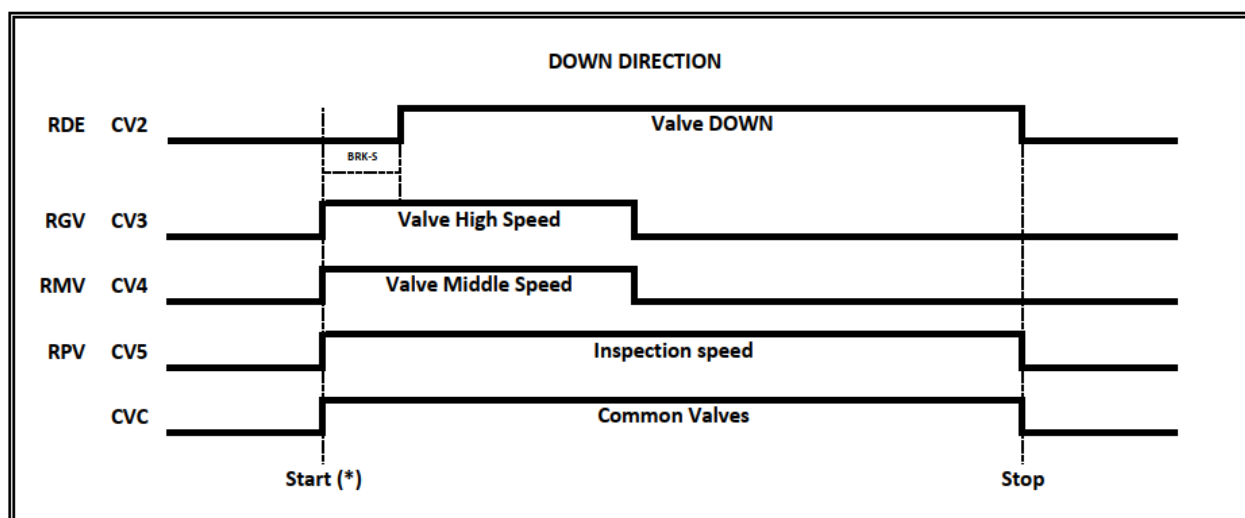 DOWN DIRECTION
RDE CV2 Valve DOWN
BRK-S
RGV CV3 Valve High Speed
RMV CV4 Valve Middle Speed
RPV CV5 Inspection speed
CVC Common Valves
Start (*) Stop